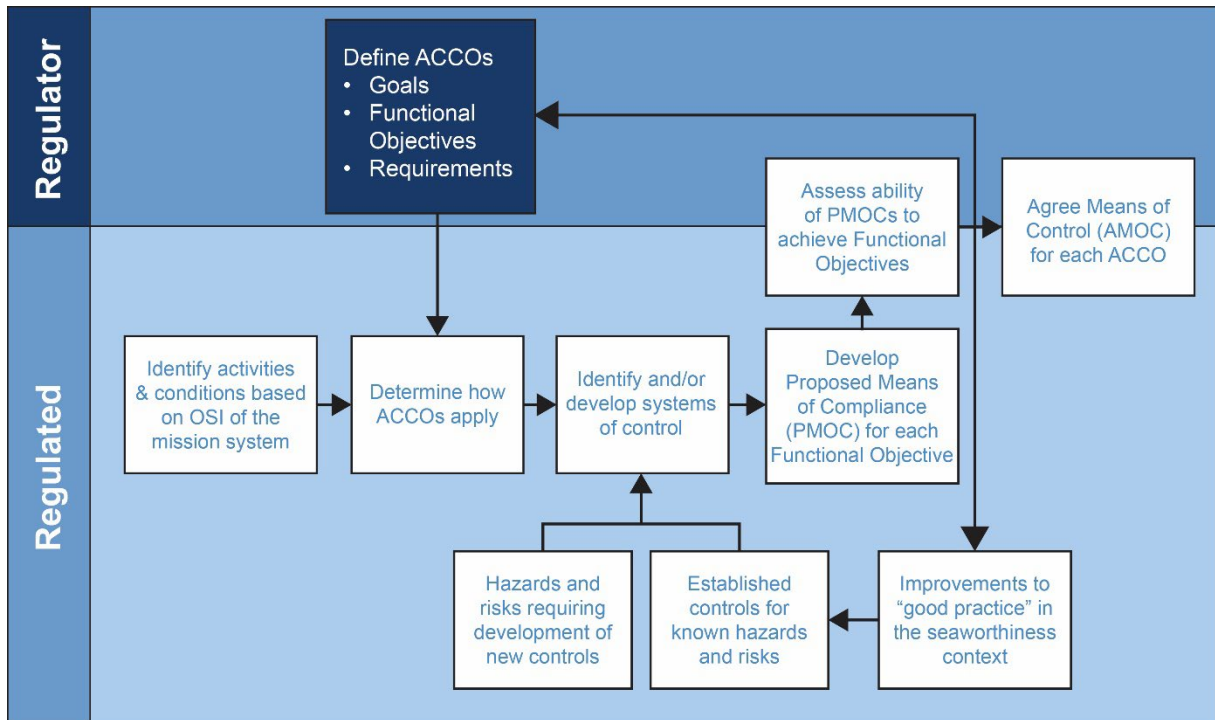 Regulator
Define ACCOs
• Goals
• Functional
Objectives
• Requirements
Assess ability
of PMOCs to
achieve Functional
Objectives
Agree Means of
Control (AMOC)
for each ACCO
Regulated
Identify activities
& conditions based
on OSI of the
mission system
Determine how
ACCOs apply
Identify and/or
develop systems
of control
Develop
Proposed Means
of Compliance
(PMOC) for each
Functional Objective
Hazards and
risks requiring
development of
new controls
Established
controls for
known hazards
and risks
Improvements to
“good practice” in
the seaworthiness
context